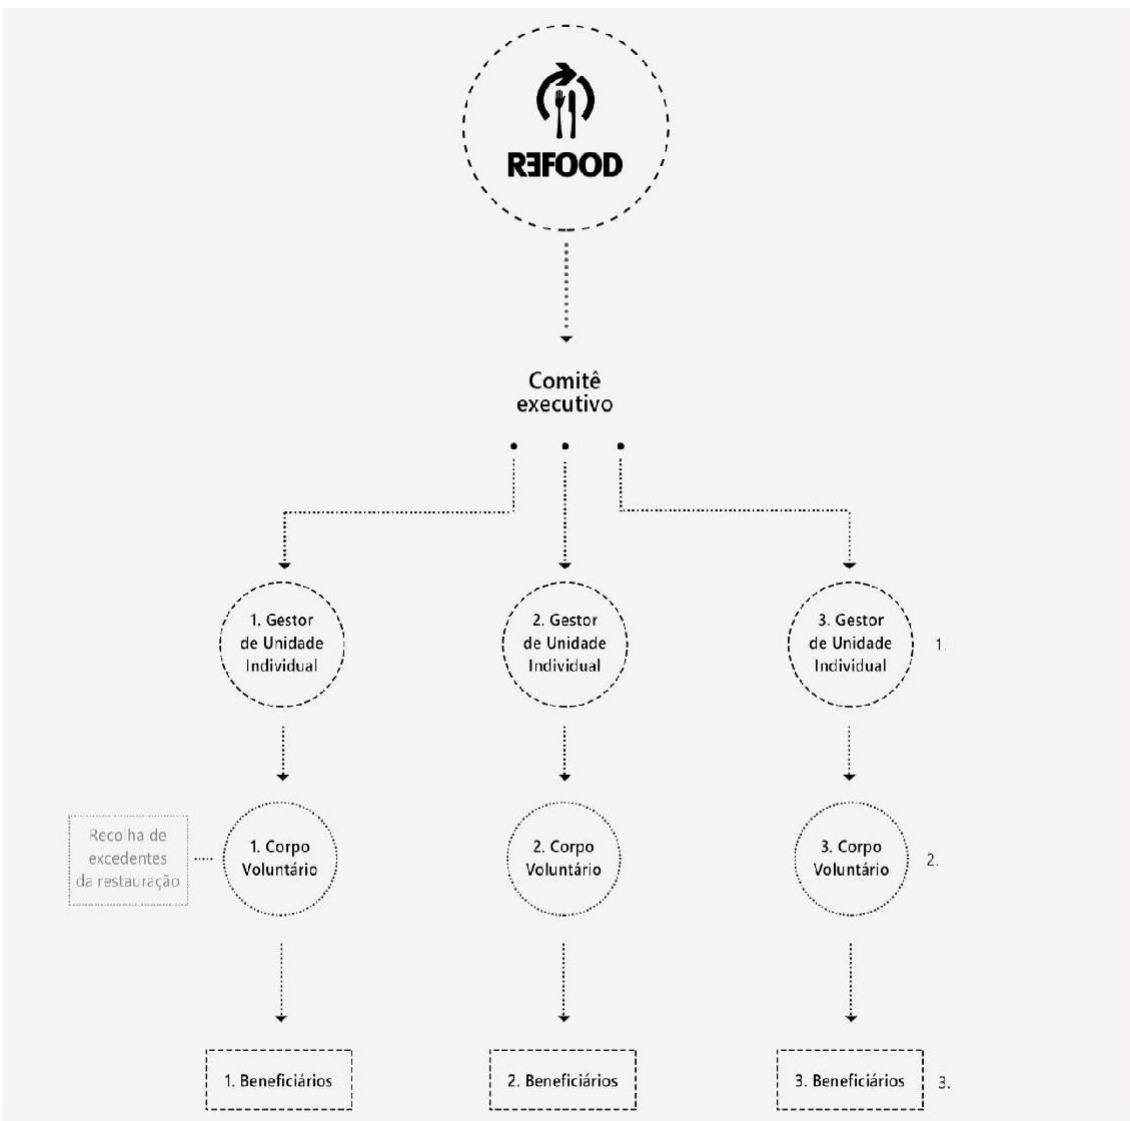 REFOOD
Comitê
executivo
1. Gestor
de Unidade
Individual
2. Gestor
de Unidade
Individual
3. Gestor
de Unidade
Individual
1.
Recolha de
excedentes
da restauração
1. Corpo
Voluntário
2. Corpo
Voluntário
3. Corpo
Voluntário
2.
1. Beneficiários
2. Beneficiários
3. Beneficiários
3.